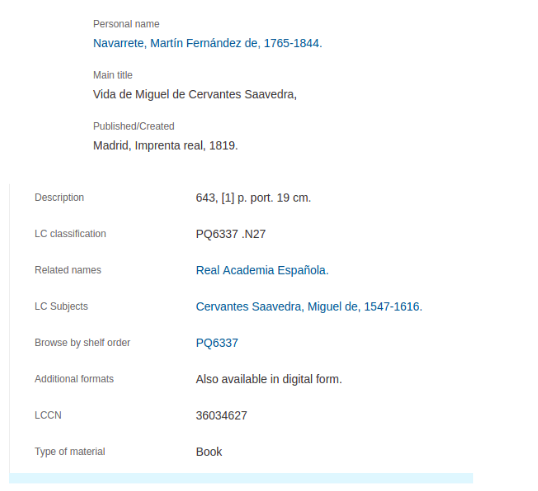 Personal name
Navarrete, Martín Fernández de, 1765-1844.
Main title
Vida de Miguel de Cervantes Saavedra,
Published/Created
Madrid, Imprenta real, 1819.
Description 643, [1] p. port. 19 cm.
LC classification PQ6337 .N27
Related names Real Academia Española.
LC Subjects Cervantes Saavedra, Miguel de, 1547-1616.
Browse by shelf order PQ6337
Additional formats Also available in digital form.
LCCN 36034627
Type of material Book